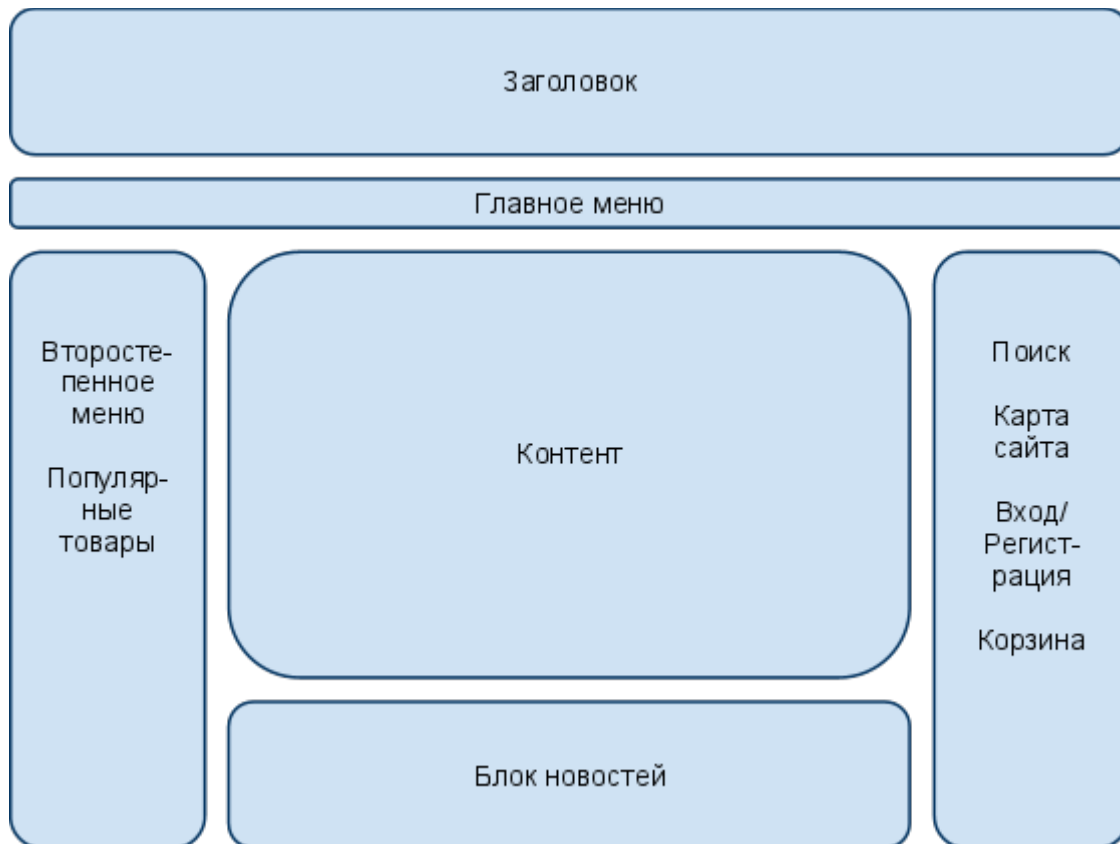 Заголовок
Главное меню
Второсте-
пенное
меню
Популяр-
ные
товары
Контент
Блок новостей
Поиск
Карта
сайта
Вход/
Регист-
рация
Корзина